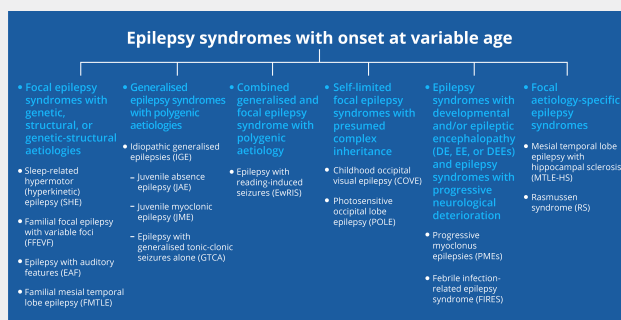 Epilepsy syndromes with onset at variable age
• Focal epilepsy
syndromes with
genetic,
structural, or
genetic-structural
aetiologies
• Sleep-related
hypermotor
(hyperkinetic)
epilepsy (SHE)
• Familial focal epilepsy
with variable foci
(FFEVF)
• Epilepsy with auditory
features (EAF)
• Familial mesial temporal
lobe epilepsy (FMTLE)
• Generalised
epilepsy syndromes
with polygenic
aetiologies
• Idiopathic generalised
epilepsies (IGE)
– Juvenile absence
epilepsy (JAE)
– Juvenile myoclonic
epilepsy (JME)
– Epilepsy with
generalised tonic-clonic
seizures alone (GTCA)
• Combined
generalised and
focal epilepsy
syndrome with
polygenic
aetiology
• Epilepsy with
reading-induced
seizures (EwRIS)
• Self-limited
focal epilepsy
syndromes with
presumed
complex
inheritance
• Childhood occipital
visual epilepsy (COVE)
• Photosensitive
occipital lobe
epilepsy (POLE)
• Epilepsy
syndromes with
developmental
and/or epileptic
encephalopathy
(DE, EE, or DEEs)
and epilepsy
syndromes with
progressive
neurological
deterioration
• Progressive
myoclonus
epilepsies (PMEs)
• Febrile infection-
related epilepsy
syndrome (FIRES)
• Focal
aetiology-specific
epilepsy
syndromes
• Mesial temporal lobe
epilepsy with
hippocampal sclerosis
(MTLE-HS)
• Rasmussen
syndrome (RS)